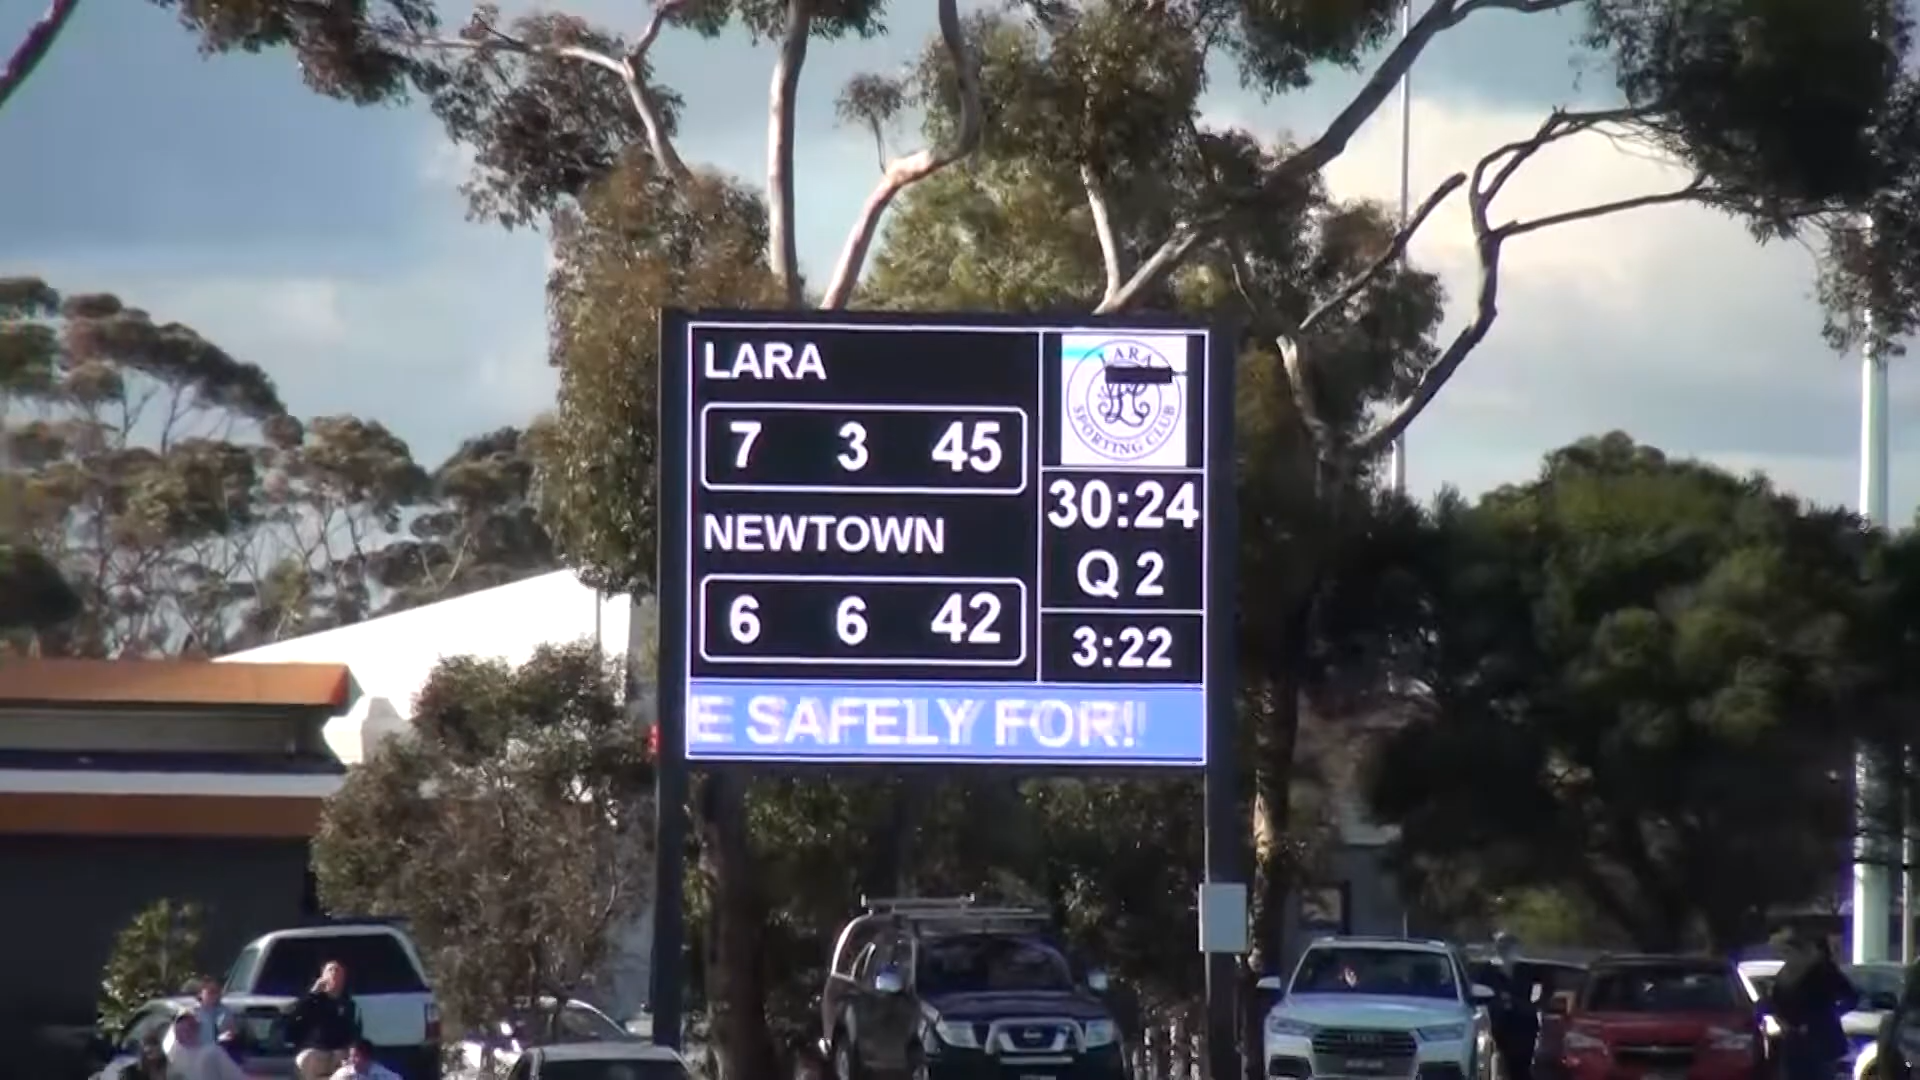 LARA
7 3 45
NEWTOWN
6 6 42
LARA
SPORTING CLUB
30:24
Q 2
3:22
E SAFELY FOR!